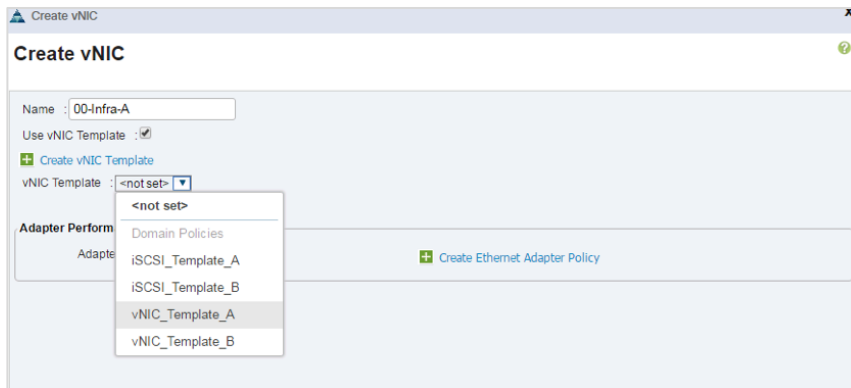 Create vNIC
x
Create vNIC
?
Name : 00-Infra-A
Use vNIC Template :
Create vNIC Template
vNIC Template : <not set>
<not set>
Domain Policies
Adapter Perform
Adapte
iSCSI_Template_A
Create Ethernet Adapter Policy
iSCSI_Template_B
vNIC_Template_A
vNIC_Template_B